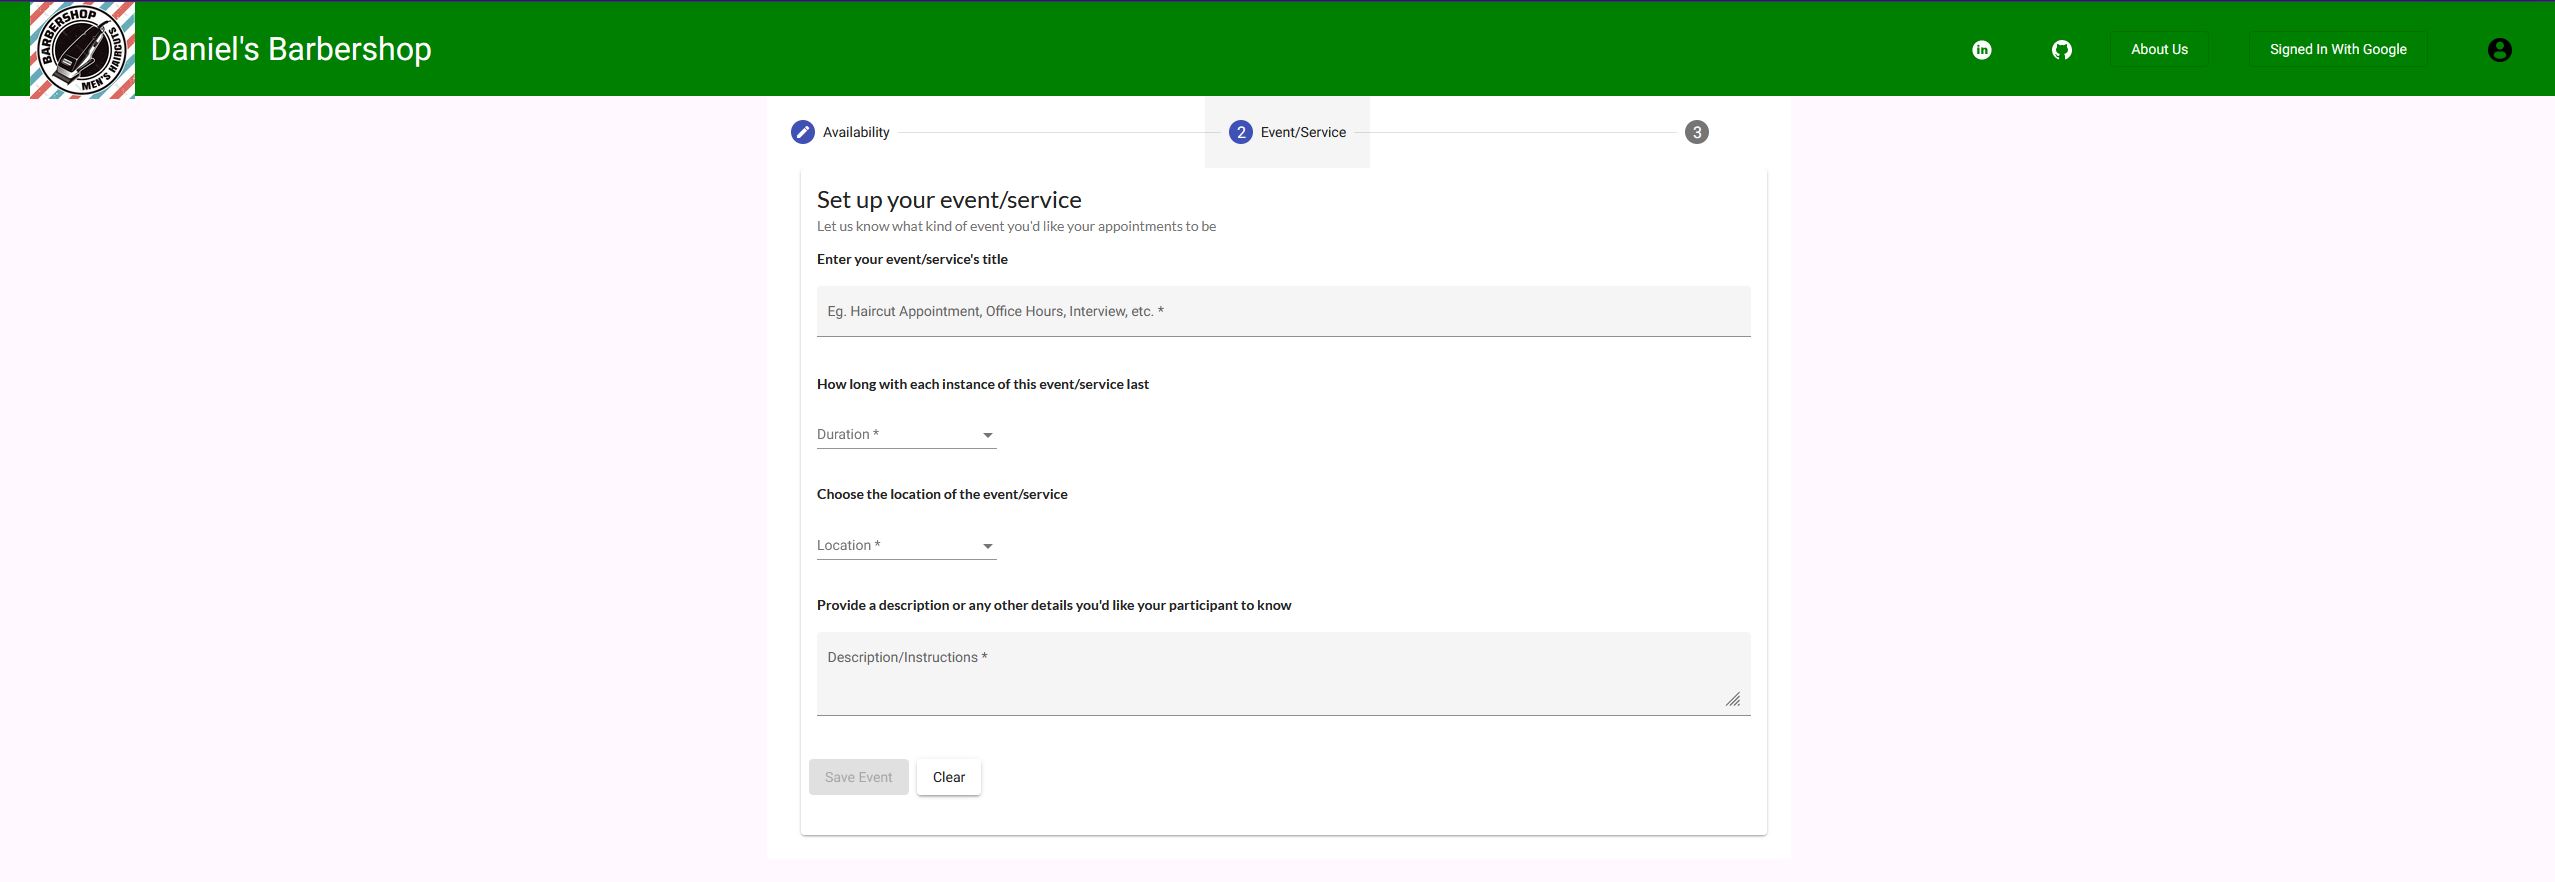 BARBERSHOP
MEN'S HAIRCUTS
Daniel's Barbershop
in
About Us
Signed In With Google
Availability
2 Event/Service
3
Set up your event/service
Let us know what kind of event you'd like your appointments to be
Enter your event/service's title
Eg. Haircut Appointment, Office Hours, Interview, etc. *
How long with each instance of this event/service last
Duration *
Choose the location of the event/service
Location *
Provide a description or any other details you'd like your participant to know
Description/Instructions *
Save Event
Clear